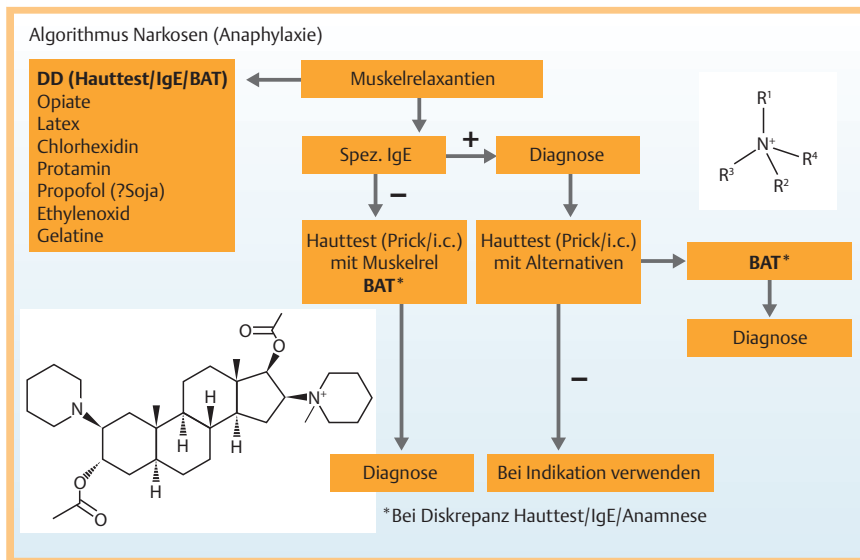 Algorithmus Narkosen (Anaphylaxie)
DD (Hauttest/IgE/BAT)
Opiate
Latex
Chlorhexidin
Protamin
Propofol (?Soja)
Ethylenoxid
Gelatine
Muskelrelaxantien
Spez. IgE
+
Diagnose
–
Hauttest (Prick/i.c.)
mit Muskelrel
BAT*
Hauttest (Prick/i.c.)
mit Alternativen
BAT*
Diagnose
–
Diagnose
Bei Indikation verwenden
*Bei Diskrepanz Hauttest/IgE/Anamnese
R¹
N⁺
R⁴
R³
R²
O
O
N
N⁺
H
H
H
H
O
O